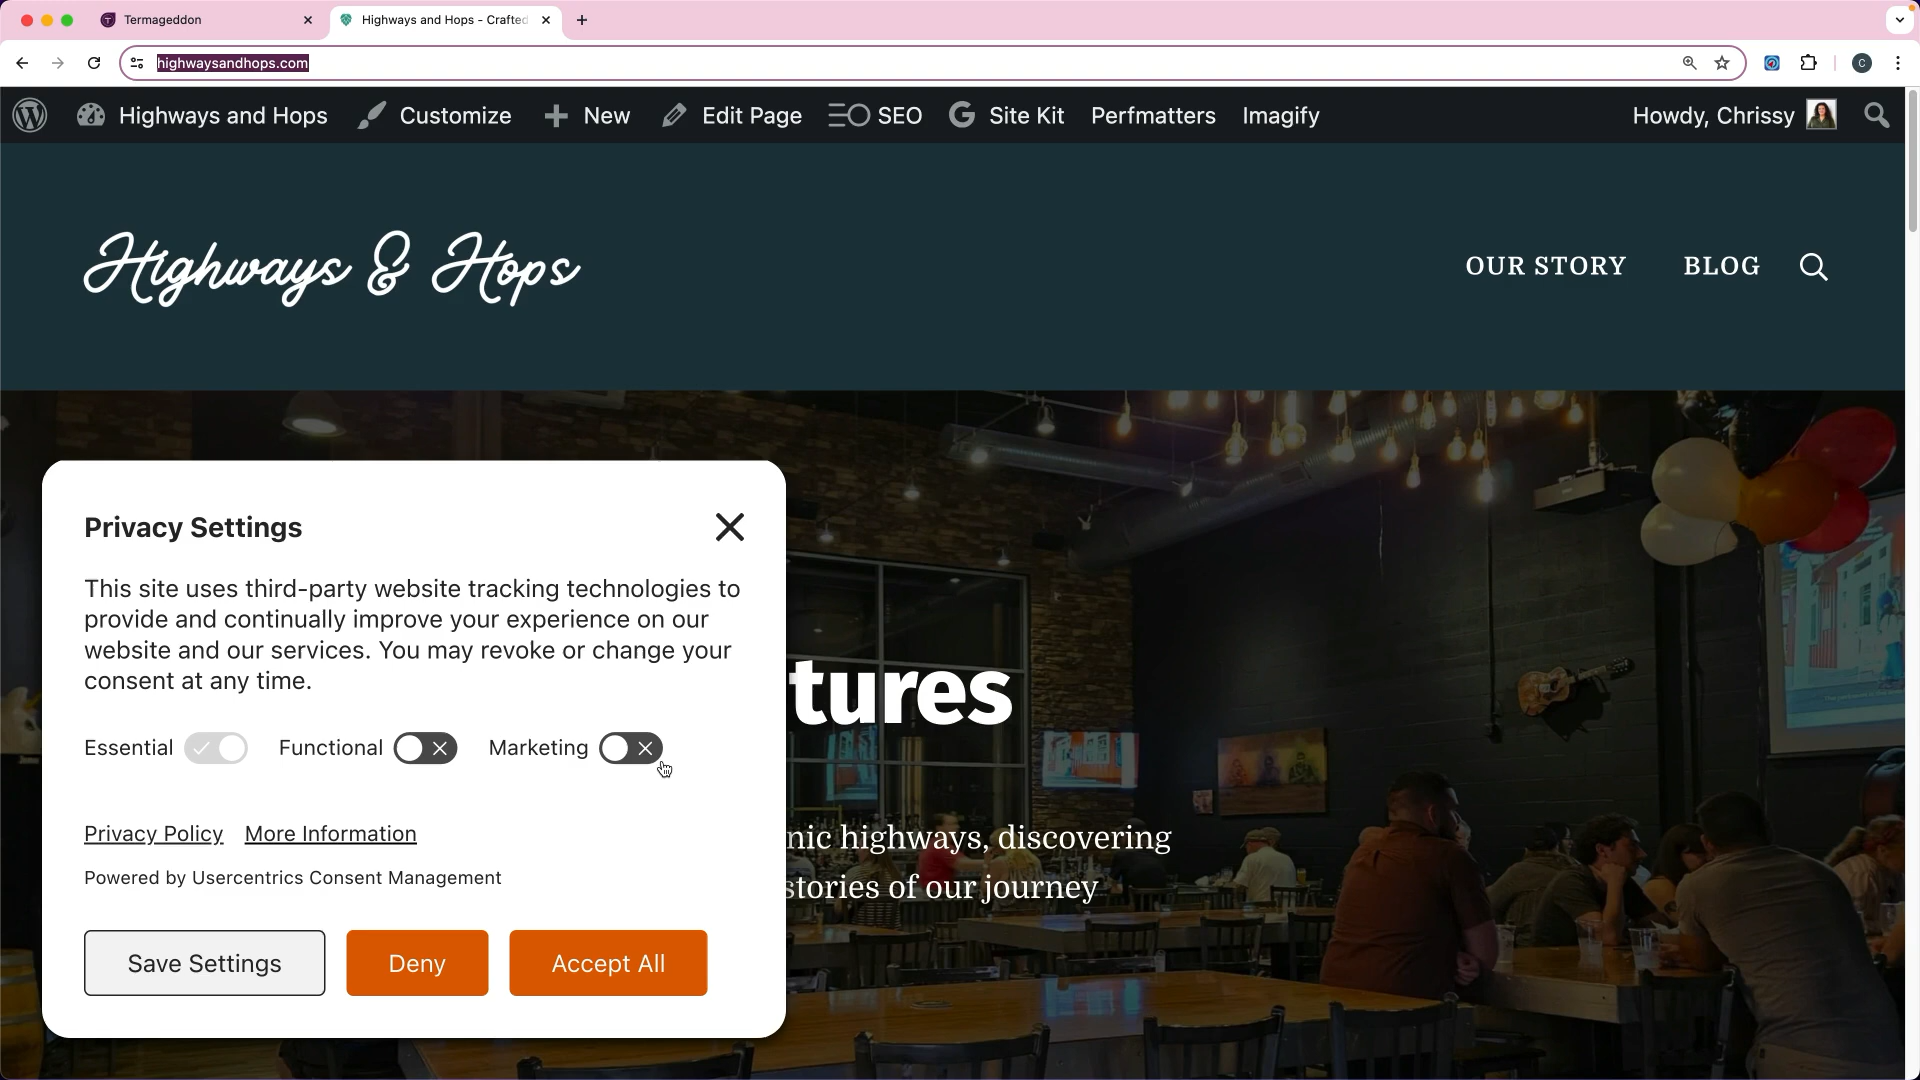 Termageddon
Highways and Hops - Crafted
highwaysandhops.com
C
Highways and Hops
Customize
New
Edit Page
SEO
Site Kit
Perfmatters
Imagify
Howdy, Chrissy
Highways & Hops
OUR STORY
BLOG
tures
nic highways, discovering
stories of our journey
Privacy Settings
This site uses third-party website tracking technologies to
provide and continually improve your experience on our
website and our services. You may revoke or change your
consent at any time.
Essential
Functional
Marketing
Privacy Policy
More Information
Powered by Usercentrics Consent Management
Save Settings
Deny
Accept All